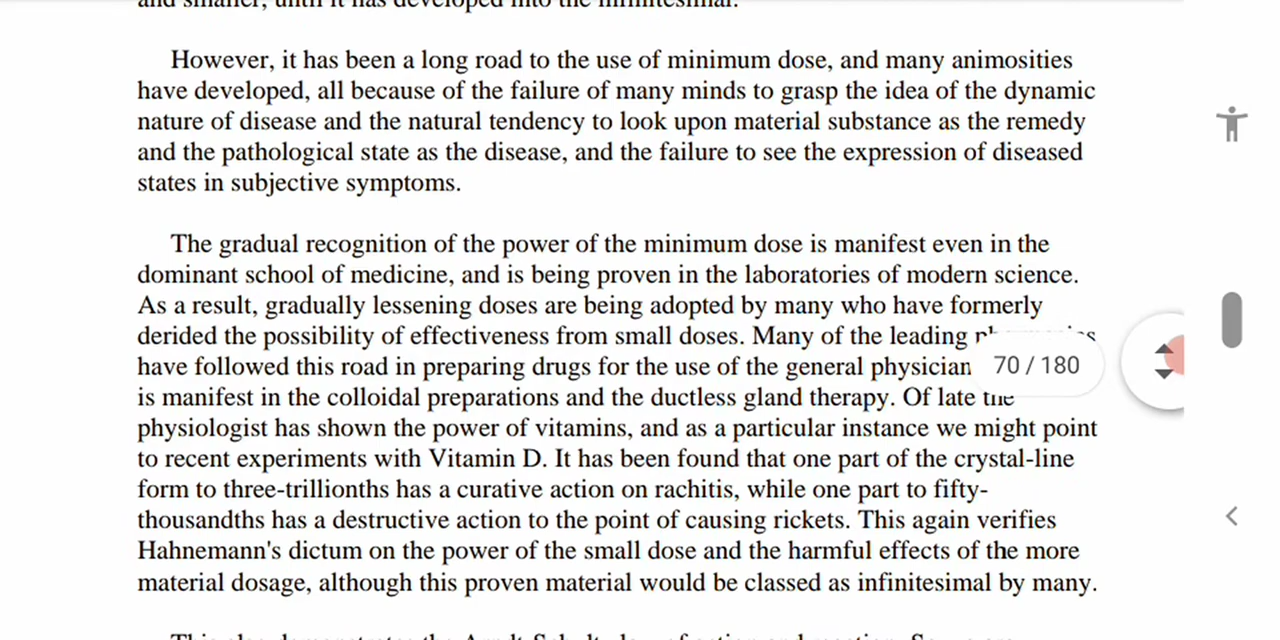 and smaller, until it has developed into the infinitesimal.
However, it has been a long road to the use of minimum dose, and many animosities
have developed, all because of the failure of many minds to grasp the idea of the dynamic
nature of disease and the natural tendency to look upon material substance as the remedy
and the pathological state as the disease, and the failure to see the expression of diseased
states in subjective symptoms.
The gradual recognition of the power of the minimum dose is manifest even in the
dominant school of medicine, and is being proven in the laboratories of modern science.
As a result, gradually lessening doses are being adopted by many who have formerly
derided the possibility of effectiveness from small doses. Many of the leading
have followed this road in preparing drugs for the use of the general physician
70 / 180
is manifest in the colloidal preparations and the ductless gland therapy. Of late the
physiologist has shown the power of vitamins, and as a particular instance we might point
to recent experiments with Vitamin D. It has been found that one part of the crystal-line
form to three-trillionths has a curative action on rachitis, while one part to fifty-
thousandths has a destructive action to the point of causing rickets. This again verifies
Hahnemann's dictum on the power of the small dose and the harmful effects of the more
material dosage, although this proven material would be classed as infinitesimal by many.